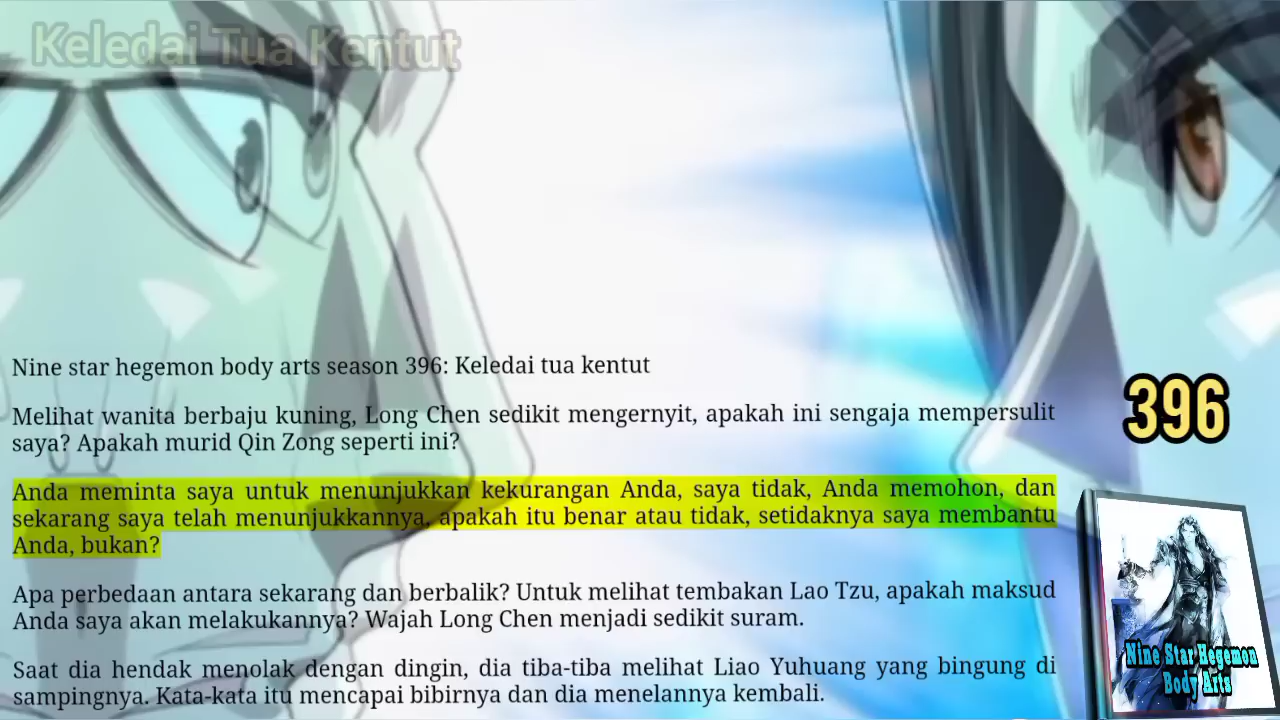 Keledai Tua Kentut
Nine star hegemon body arts season 396: Keledai tua kentut
Melihat wanita berbaju kuning, Long Chen sedikit mengernyit, apakah ini sengaja mempersulit
saya? Apakah murid Qin Zong seperti ini?
Anda meminta saya untuk menunjukkan kekurangan Anda, saya tidak, Anda memohon, dan
sekarang saya telah menunjukkannya, apakah itu benar atau tidak, setidaknya saya membantu
Anda, bukan?
Apa perbedaan antara sekarang dan berbalik? Untuk melihat tembakan Lao Tzu, apakah maksud
Anda saya akan melakukannya? Wajah Long Chen menjadi sedikit suram.
Saat dia hendak menolak dengan dingin, dia tiba-tiba melihat Liao Yuhuang yang bingung di
sampingnya. Kata-kata itu mencapai bibirnya dan dia menelannya kembali.
396
Nine Star Hegemon
Body Arts